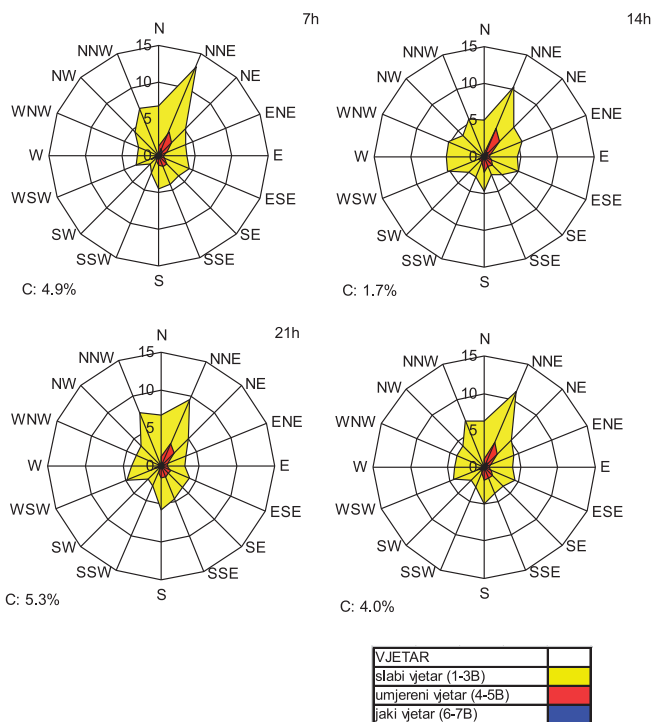 7h
N
NNW
15
NNE
NW
10
NE
WNW
5
ENE
W
0
E
WSW
ESE
SW
SE
SSW
SSE
S
C: 4.9%
14h
N
NNW
15
NNE
NW
10
NE
WNW
5
ENE
W
0
E
WSW
ESE
SW
SE
SSW
SSE
S
C: 1.7%
21h
N
NNW
15
NNE
NW
10
NE
WNW
5
ENE
W
0
E
WSW
ESE
SW
SE
SSW
SSE
S
C: 5.3%
N
NNW
15
NNE
NW
10
NE
WNW
5
ENE
W
0
E
WSW
ESE
SW
SE
SSW
SSE
S
C: 4.0%
VJETAR
slabi vjetar (1-3B)
umjereni vjetar (4-5B)
jaki vjetar (6-7B)